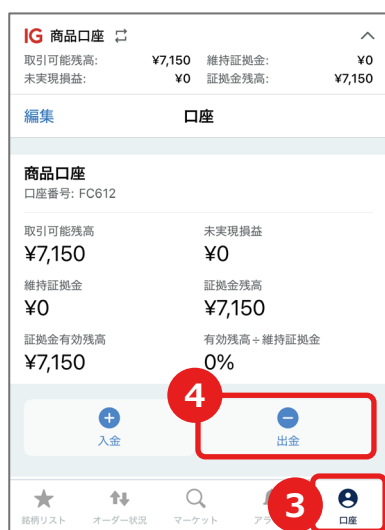 IG 商品口座
取引可能残高: ¥7,150 維持証拠金: ¥0
未実現損益: ¥0 証拠金残高: ¥7,150
編集 口座
商品口座
口座番号: FC612
取引可能残高 未実現損益
¥7,150 ¥0
維持証拠金 証拠金残高
¥0 ¥7,150
証拠金有効残高 有効残高÷維持証拠金
¥7,150 0%
4
入金 出金
3
銘柄リスト オーダー状況 マーケット アラ 口座